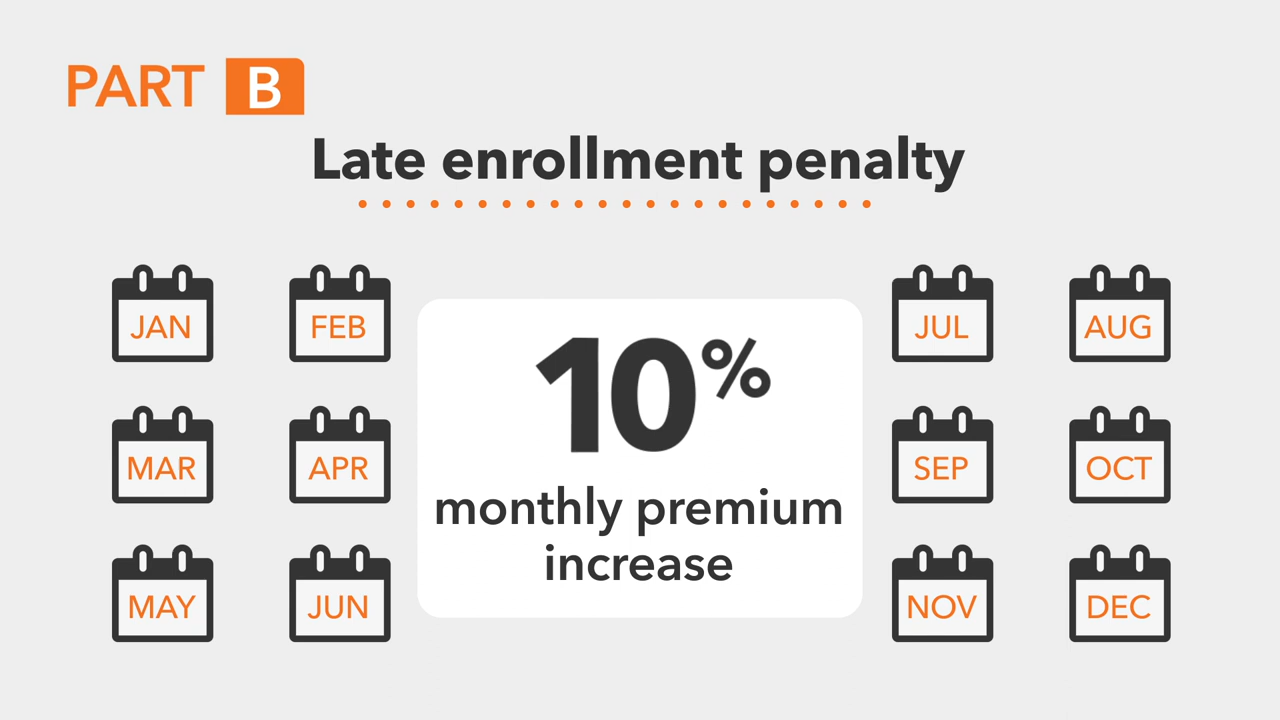 PART B
Late enrollment penalty
JAN FEB
MAR APR
MAY JUN
10%
monthly premium
increase
JUL AUG
SEP OCT
NOV DEC